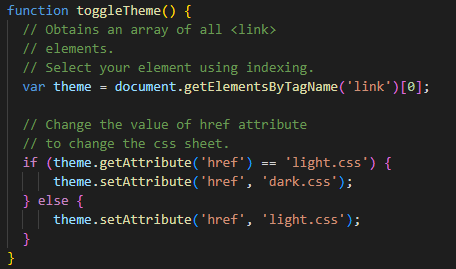 function toggleTheme() {
// Obtains an array of all <link>
// elements.
// Select your element using indexing.
var theme = document.getElementsByTagName('link')[0];
// Change the value of href attribute
// to change the css sheet.
if (theme.getAttribute('href') == 'light.css') {
theme.setAttribute('href', 'dark.css');
} else {
theme.setAttribute('href', 'light.css');
}
}